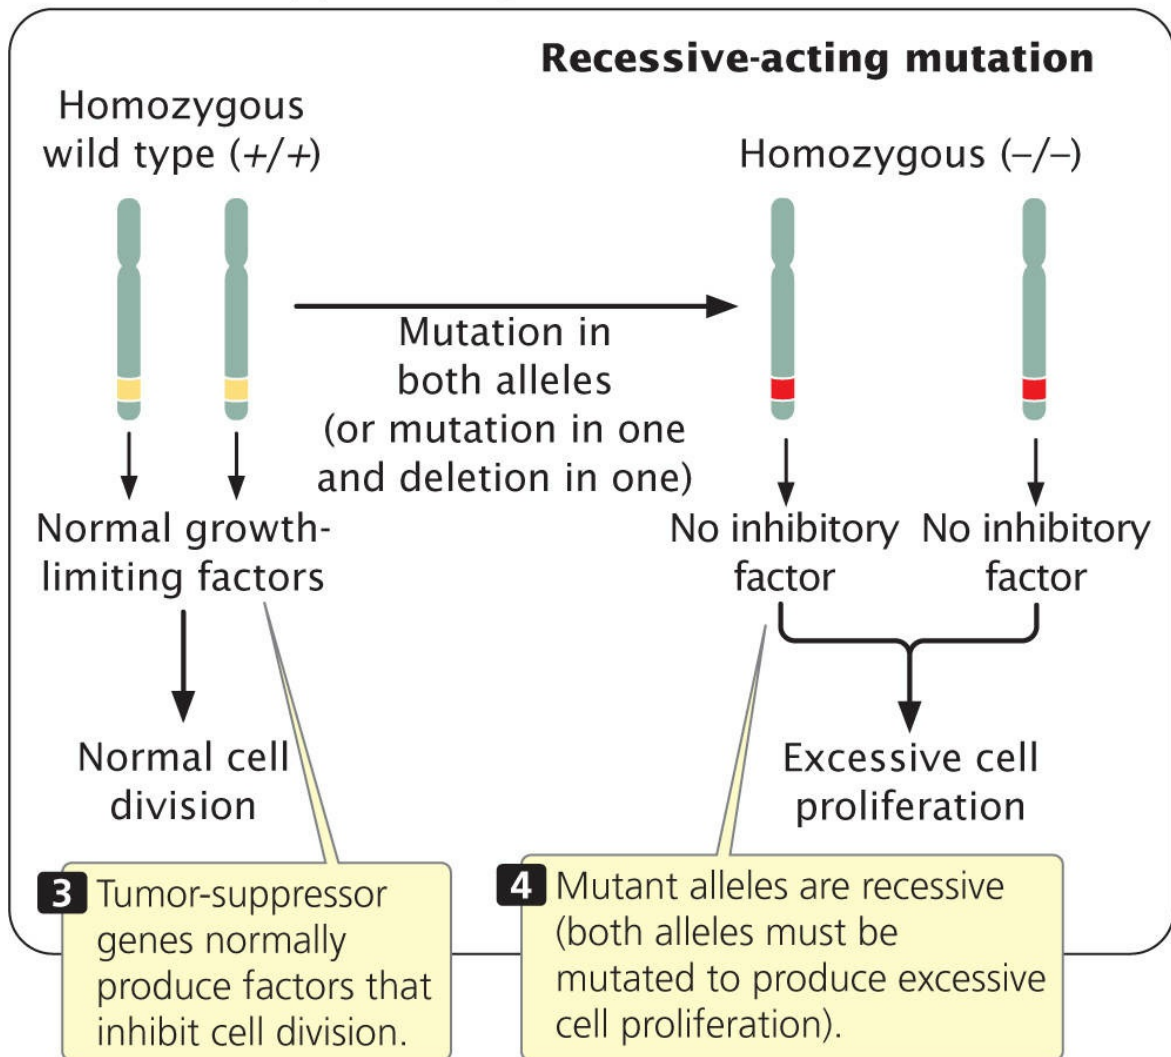 Recessive-acting mutation
Homozygous
wild type (+/+)
Homozygous (–/–)
Mutation in
both alleles
(or mutation in one
and deletion in one)
Normal growth-
limiting factors
No inhibitory
factor
No inhibitory
factor
Normal cell
division
Excessive cell
proliferation
3 Tumor-suppressor
genes normally
produce factors that
inhibit cell division.
4 Mutant alleles are recessive
(both alleles must be
mutated to produce excessive
cell proliferation).